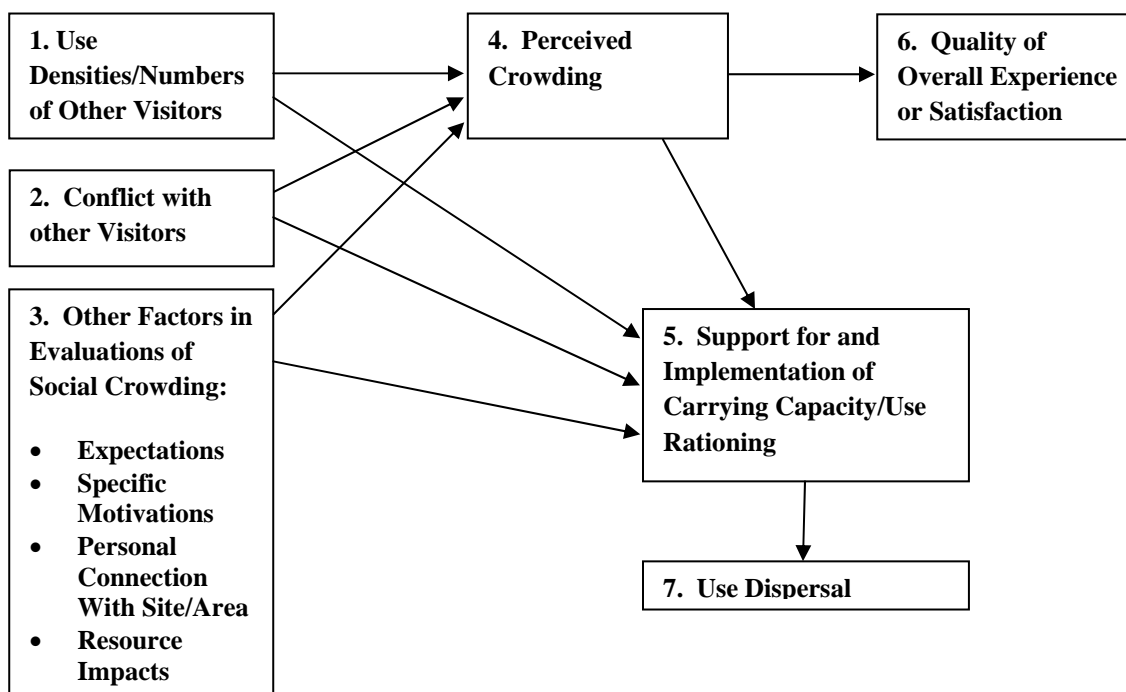 1. Use
Densities/Numbers
of Other Visitors
2. Conflict with
other Visitors
3. Other Factors in
Evaluations of
Social Crowding:
• Expectations
• Specific
Motivations
• Personal
Connection
With Site/Area
• Resource
Impacts
4. Perceived
Crowding
5. Support for and
Implementation of
Carrying Capacity/Use
Rationing
6. Quality of
Overall Experience
or Satisfaction
7. Use Dispersal